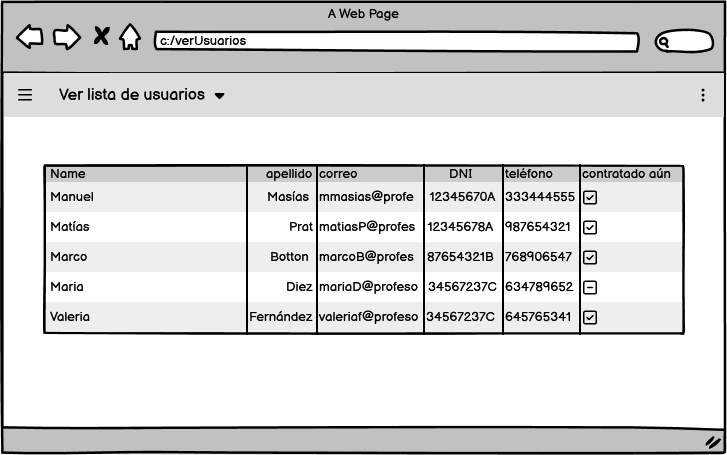 A Web Page
c:/verUsuarios
Ver lista de usuarios
Name apellido correo DNI teléfono contratado aún
Manuel Masías mmasias@profe 12345670A 333444555
Matías Prat matiasP@profes 12345678A 987654321
Marco Botton marcoB@profes 87654321B 768906547
Maria Diez mariaD@profeso 34567237C 634789652
Valeria Fernández valeriaf@profeso 34567237C 645765341